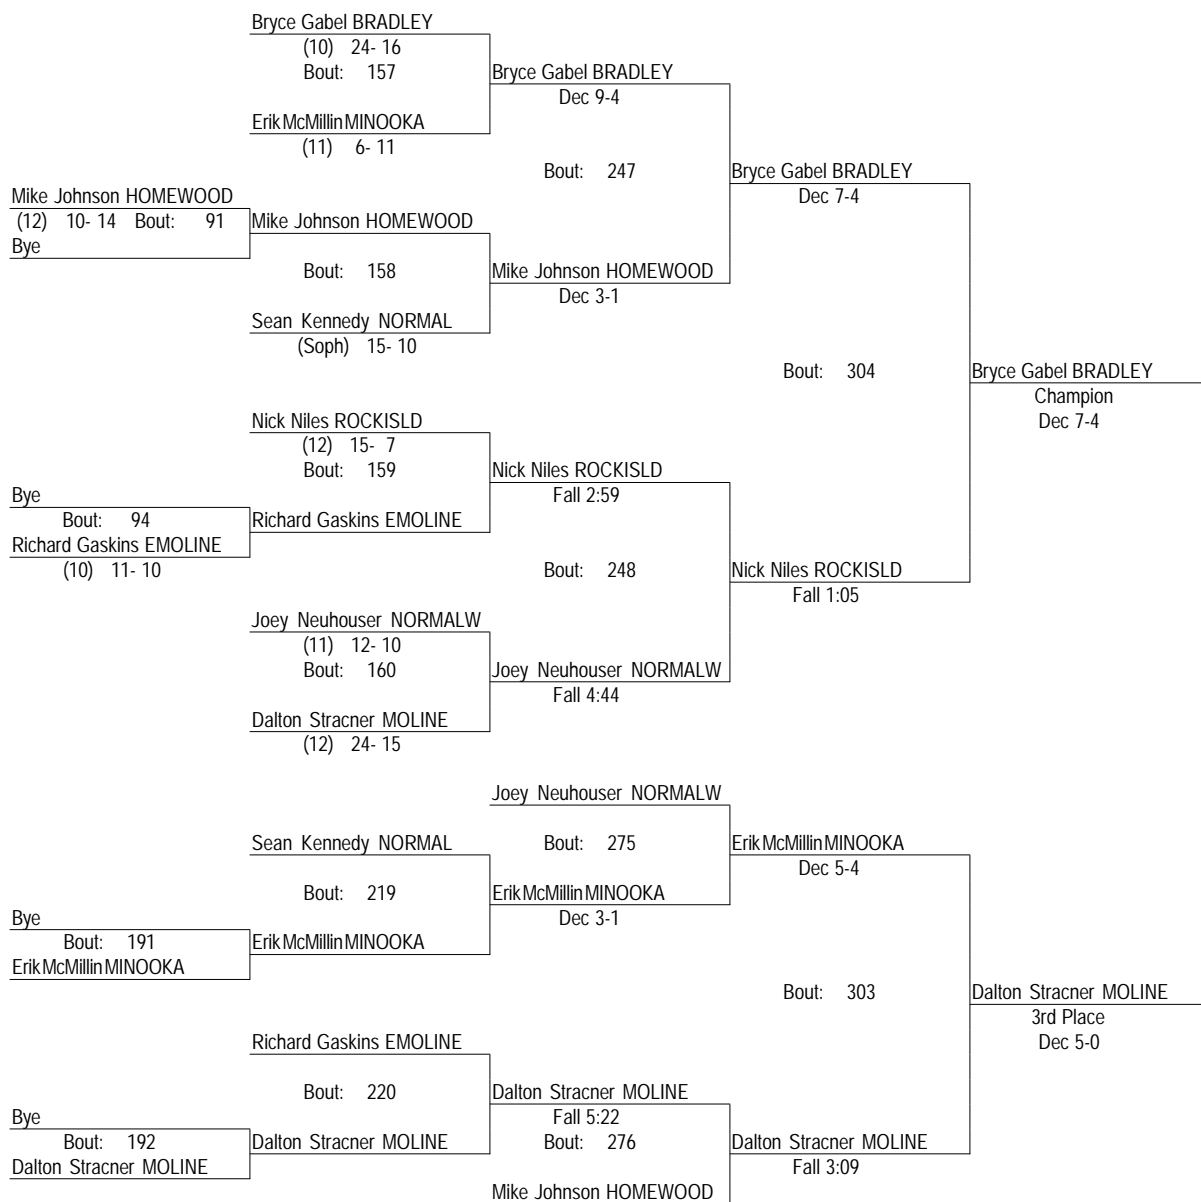 Bryce Gabel BRADLEY
(10) 24- 16
Bout: 157
Bryce Gabel BRADLEY
Dec 9-4
Erik McMillin MINOOKA
(11) 6- 11
Bout: 247
Bryce Gabel BRADLEY
Dec 7-4
Mike Johnson HOMEWOOD
(12) 10- 14 Bout: 91
Bye
Mike Johnson HOMEWOOD
Bout: 158
Mike Johnson HOMEWOOD
Dec 3-1
Sean Kennedy NORMAL
(Soph) 15- 10
Bout: 304
Bryce Gabel BRADLEY
Champion
Dec 7-4
Nick Niles ROCKISLD
(12) 15- 7
Bout: 159
Nick Niles ROCKISLD
Fall 2:59
Bye
Bout: 94
Richard Gaskins EMOLINE
(10) 11- 10
Richard Gaskins EMOLINE
Bout: 248
Nick Niles ROCKISLD
Fall 1:05
Joey Neuhouser NORMALW
(11) 12- 10
Bout: 160
Joey Neuhouser NORMALW
Fall 4:44
Dalton Stracner MOLINE
(12) 24- 15
Joey Neuhouser NORMALW
Sean Kennedy NORMAL
Bout: 275
Erik McMillin MINOOKA
Dec 5-4
Bout: 219
Erik McMillin MINOOKA
Dec 3-1
Bye
Bout: 191
Erik McMillin MINOOKA
Erik McMillin MINOOKA
Bout: 303
Dalton Stracner MOLINE
3rd Place
Dec 5-0
Richard Gaskins EMOLINE
Bout: 220
Dalton Stracner MOLINE
Fall 5:22
Bye
Bout: 192
Dalton Stracner MOLINE
Dalton Stracner MOLINE
Bout: 276
Dalton Stracner MOLINE
Fall 3:09
Mike Johnson HOMEWOOD